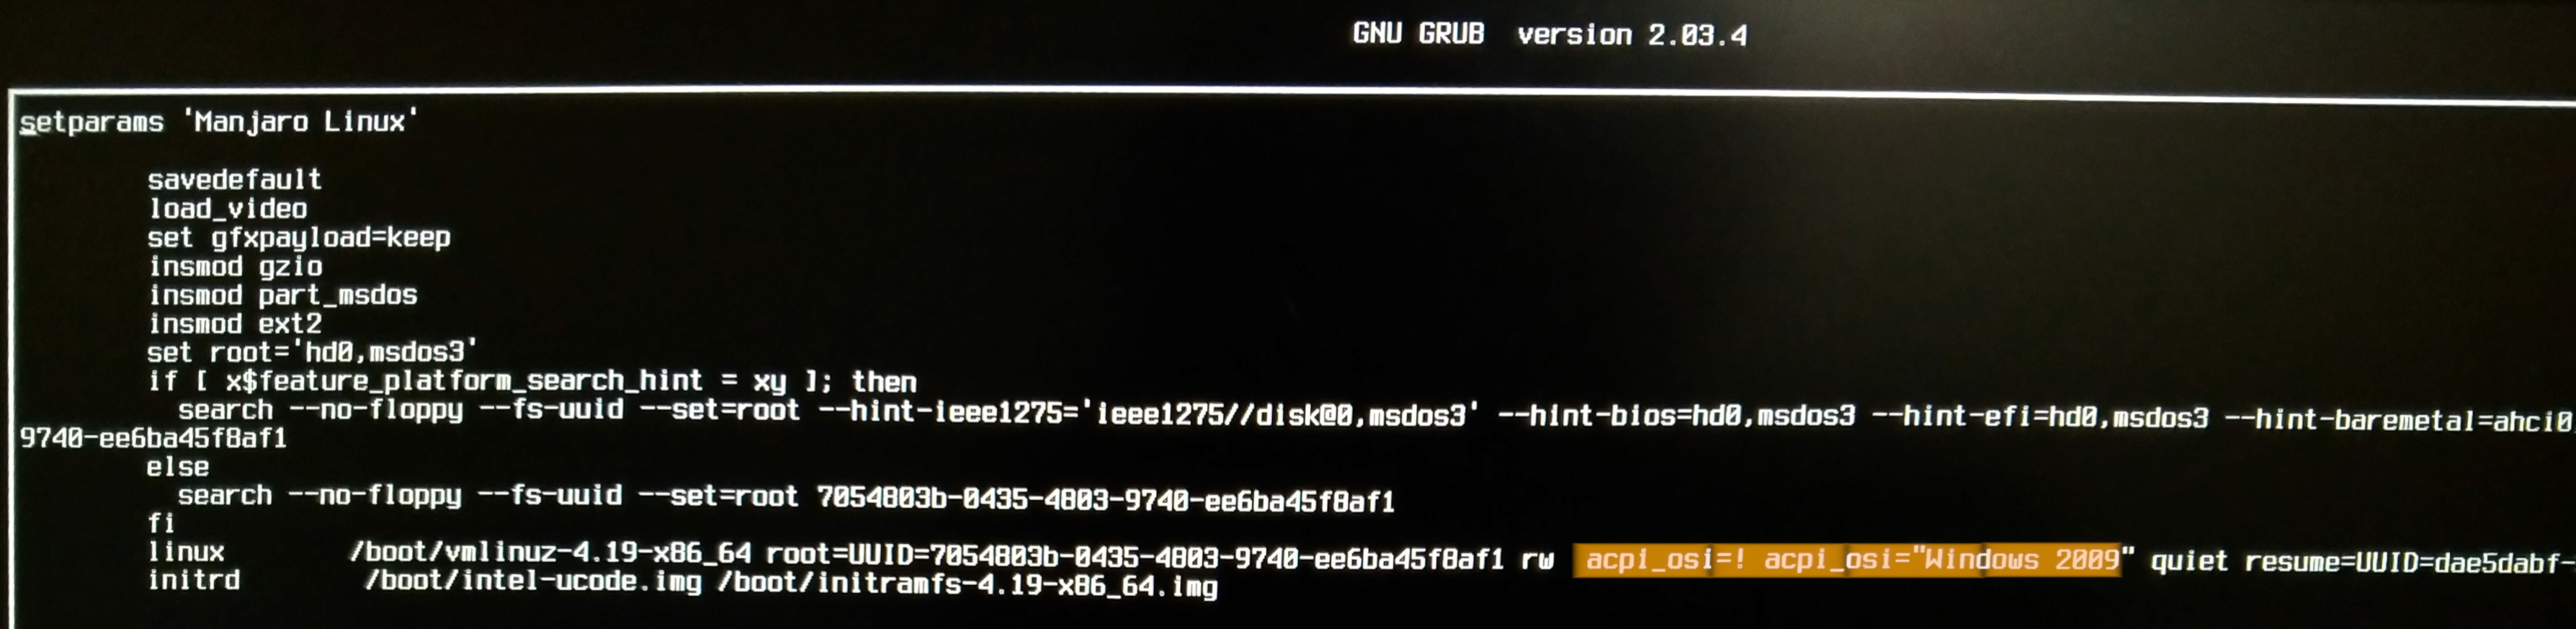 GNU GRUB version 2.03.4
setparams 'Manjaro Linux'
savedefault
load_video
set gfxpayload=keep
insmod gzio
insmod part_msdos
insmod ext2
set root='hd0,msdos3'
if [ x$feature_platform_search_hint = xy ]; then
search --no-floppy --fs-uuid --set=root --hint-ieee1275='ieee1275//disk@0,msdos3' --hint-bios=hd0,msdos3 --hint-efi=hd0,msdos3 --hint-baremetal=ahci0
9740-ee6ba45f8af1
else
search --no-floppy --fs-uuid --set=root 7054803b-0435-4803-9740-ee6ba45f8af1
fi
linux /boot/vmlinuz-4.19-x86_64 root=UUID=7054803b-0435-4803-9740-ee6ba45f8af1 rw acpi_osi=! acpi_osi="Windows 2009" quiet resume=UUID=dae5dabf-
initrd /boot/intel-ucode.img /boot/initramfs-4.19-x86_64.img